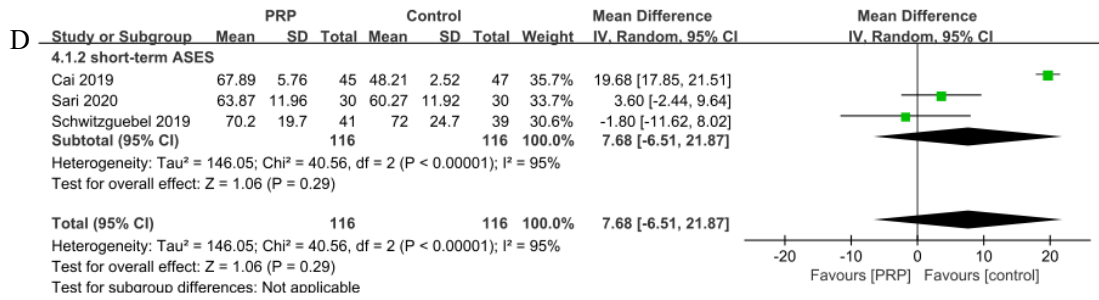 PRP Control Mean Difference Mean Difference
D Study or Subgroup Mean SD Total Mean SD Total Weight IV, Random, 95% CI IV, Random, 95% CI
4.1.2 short-term ASES
Cai 2019 67.89 5.76 45 48.21 2.52 47 35.7% 19.68 [17.85, 21.51]
Sari 2020 63.87 11.96 30 60.27 11.92 30 33.7% 3.60 [-2.44, 9.64]
Schwitzguebel 2019 70.2 19.7 41 72 24.7 39 30.6% -1.80 [-11.62, 8.02]
Subtotal (95% CI) 116 116 100.0% 7.68 [-6.51, 21.87]
Heterogeneity: Tau² = 146.05; Chi² = 40.56, df = 2 (P < 0.00001); I² = 95%
Test for overall effect: Z = 1.06 (P = 0.29)
Total (95% CI) 116 116 100.0% 7.68 [-6.51, 21.87]
Heterogeneity: Tau² = 146.05; Chi² = 40.56, df = 2 (P < 0.00001); I² = 95%
Test for overall effect: Z = 1.06 (P = 0.29)
Test for subgroup differences: Not applicable
-20 -10 0 10 20
Favours [PRP] Favours [control]